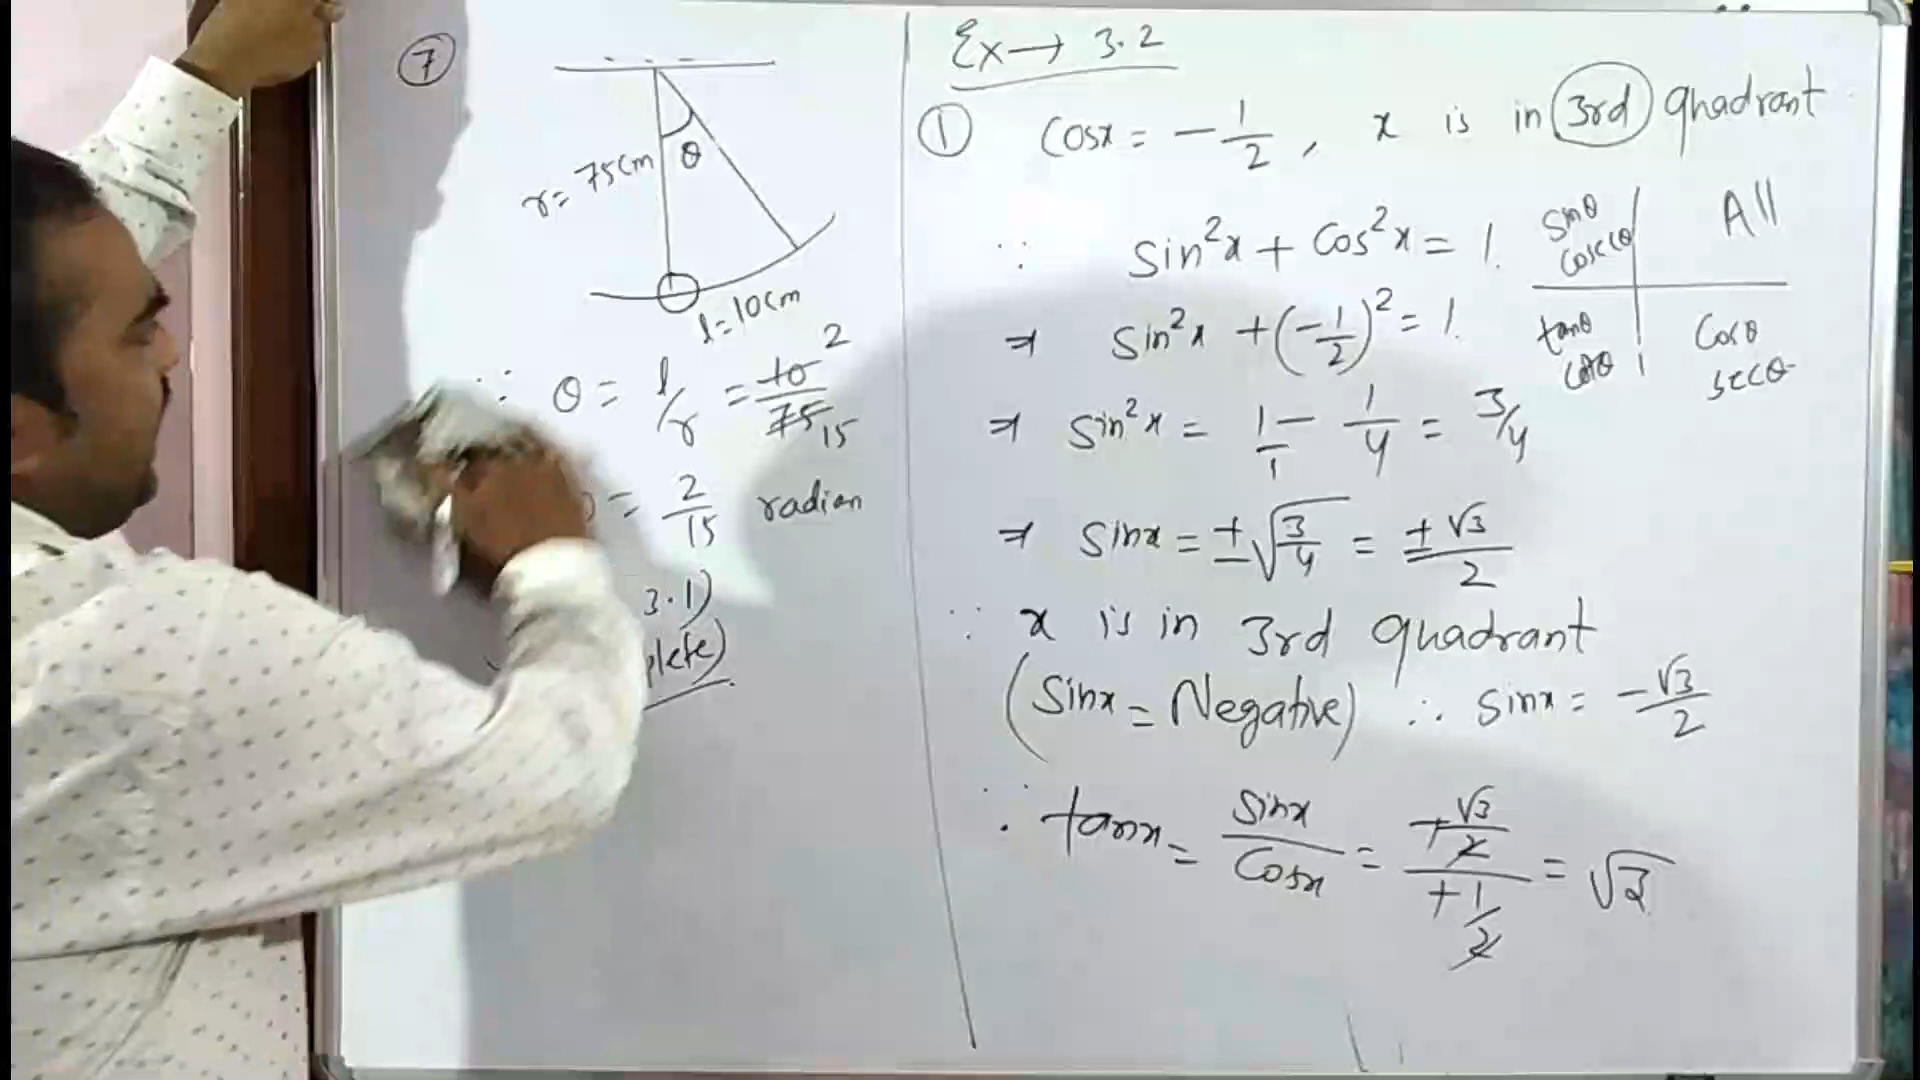 7
r = 75cm
θ
l = 10cm
∵ θ = l/r = 10/75 2 15
= 2/15 radian
3.1)
plete)
Ex → 3.2
① Cosx = -1/2, x is in 3rd quadrant
∵ Sin²x + Cos²x = 1.
⇒ Sin²x + (-1/2)² = 1.
⇒ Sin²x = 1/1 - 1/4 = 3/4
⇒ Sinx = ±√3/4 = ±√3/2
∵ x is in 3rd quadrant
(Sinx = Negative) ∴ Sinx = -√3/2
∵ tanx = Sinx/Cosx = +√3/2 / +1/2 = √3
Sinθ
cosecθ
All
tanθ
cotθ
Cosθ
secθ